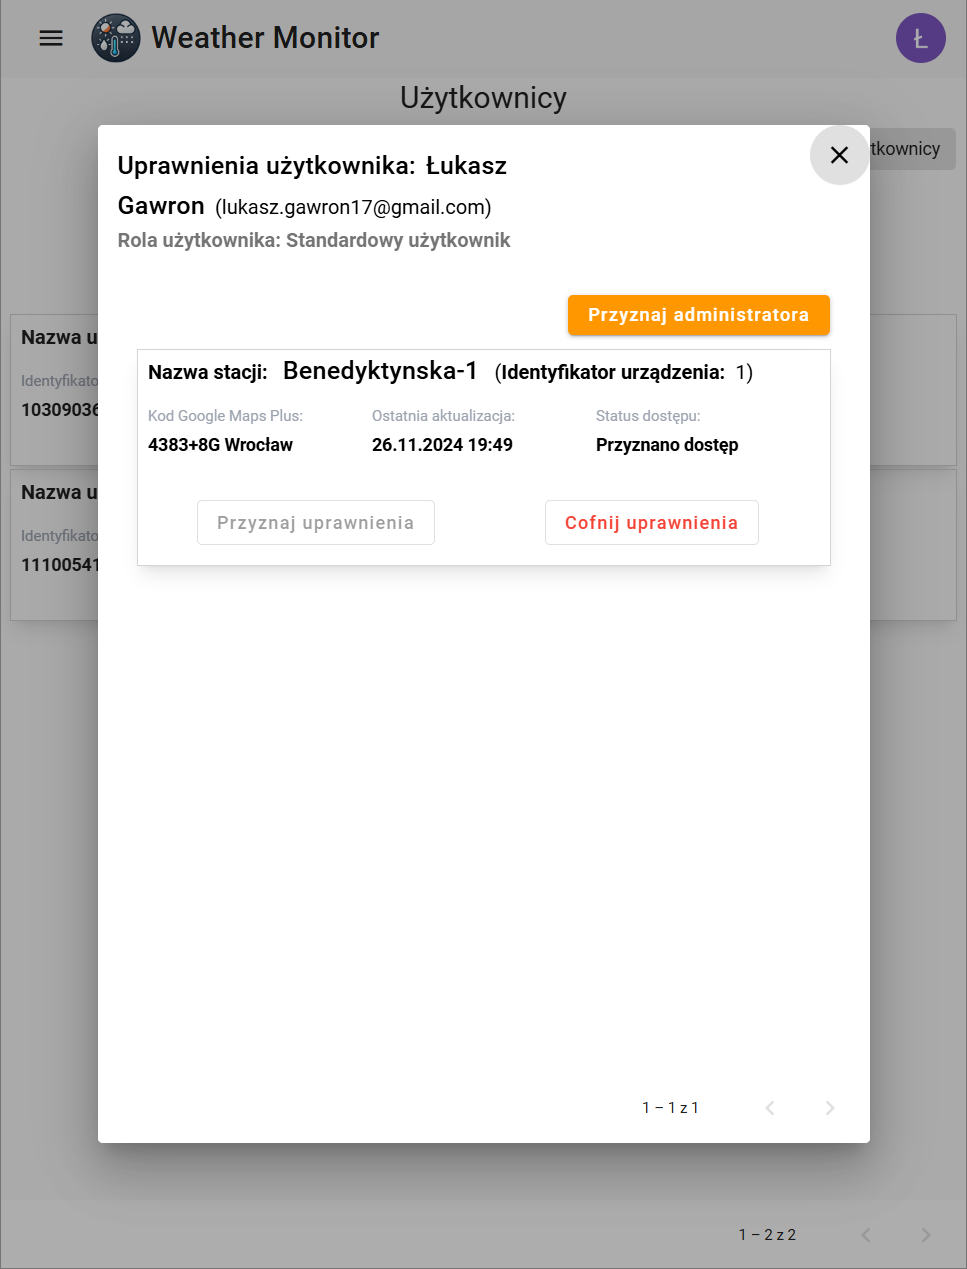 Weather Monitor
Ł
Użytkownicy
tkownicy
Uprawnienia użytkownika: Łukasz
Gawron (lukasz.gawron17@gmail.com)
Rola użytkownika: Standardowy użytkownik
Przyznaj administratora
Nazwa u
Identyfikato
10309036
Nazwa u
Identyfikato
11100541
Nazwa stacji: Benedyktynska-1 (Identyfikator urządzenia: 1)
Kod Google Maps Plus: Ostatnia aktualizacja: Status dostępu:
4383+8G Wrocław 26.11.2024 19:49 Przyznano dostęp
Przyznaj uprawnienia Cofnij uprawnienia
1 – 1 z 1
1 – 2 z 2